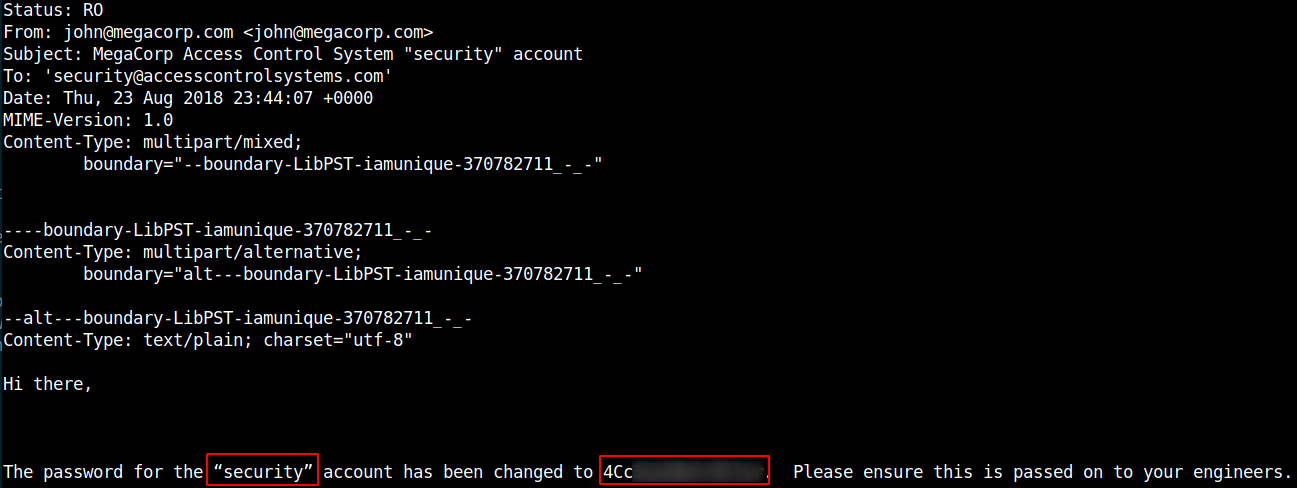 Status: RO
From: john@megacorp.com <john@megacorp.com>
Subject: MegaCorp Access Control System "security" account
To: 'security@accesscontrolsystems.com'
Date: Thu, 23 Aug 2018 23:44:07 +0000
MIME-Version: 1.0
Content-Type: multipart/mixed;
        boundary="--boundary-LibPST-iamunique-370782711_-_-"
----boundary-LibPST-iamunique-370782711_-_-
Content-Type: multipart/alternative;
        boundary="alt---boundary-LibPST-iamunique-370782711_-_-"
--alt---boundary-LibPST-iamunique-370782711_-_-
Content-Type: text/plain; charset="utf-8"
Hi there,
The password for the “security” account has been changed to  Please ensure this is passed on to your engineers.